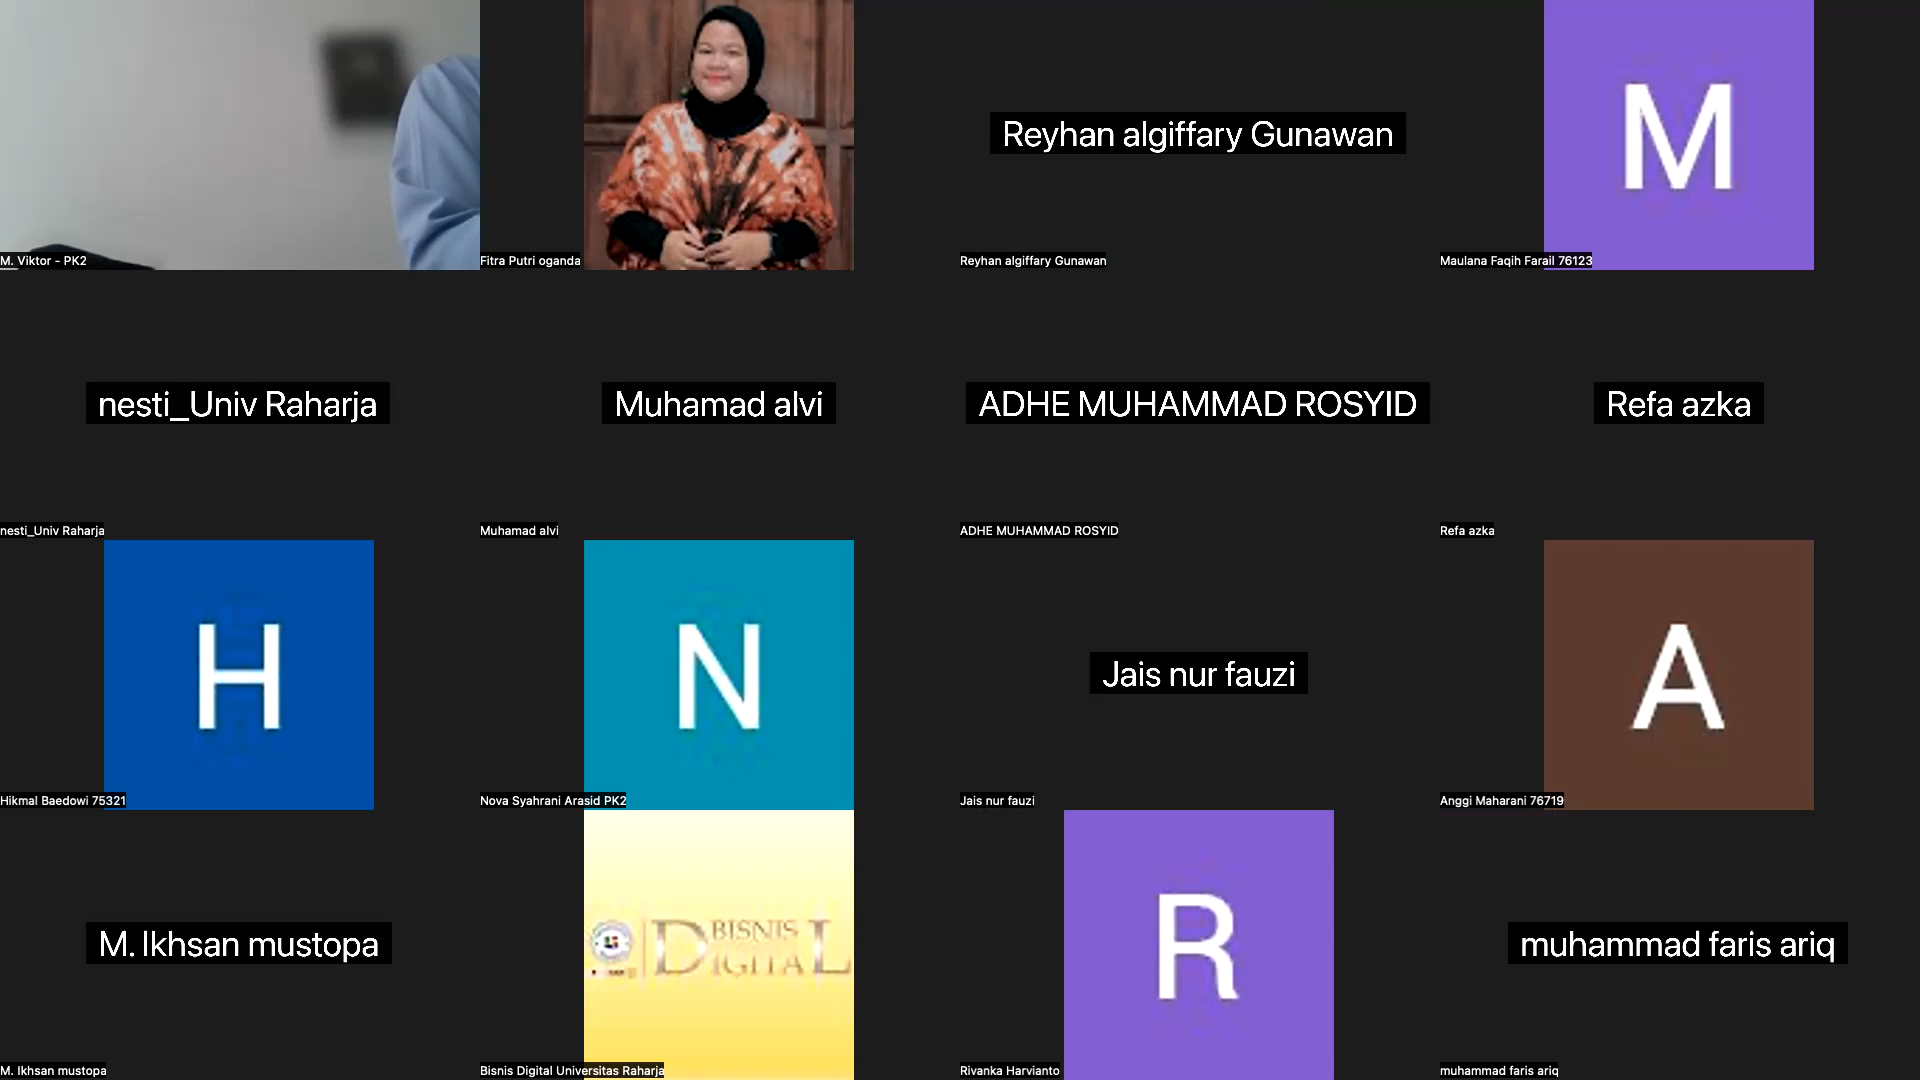 M. Viktor - PK2
Fitra Putri oganda
Reyhan algiffary Gunawan
Reyhan algiffary Gunawan
M
Maulana Faqih Farail 76123
nesti_Univ Raharja
nesti_Univ Raharja
Muhamad alvi
Muhamad alvi
ADHE MUHAMMAD ROSYID
ADHE MUHAMMAD ROSYID
Refa azka
Refa azka
H
Hikmal Baedowi 75321
N
Nova Syahrani Arasid PK2
Jais nur fauzi
Jais nur fauzi
A
Anggi Maharani 76719
M. Ikhsan mustopa
M. Ikhsan mustopa
BISNIS
DIGITAL
Bisnis Digital Universitas Raharja
R
Rivanka Harvianto
muhammad faris ariq
muhammad faris ariq